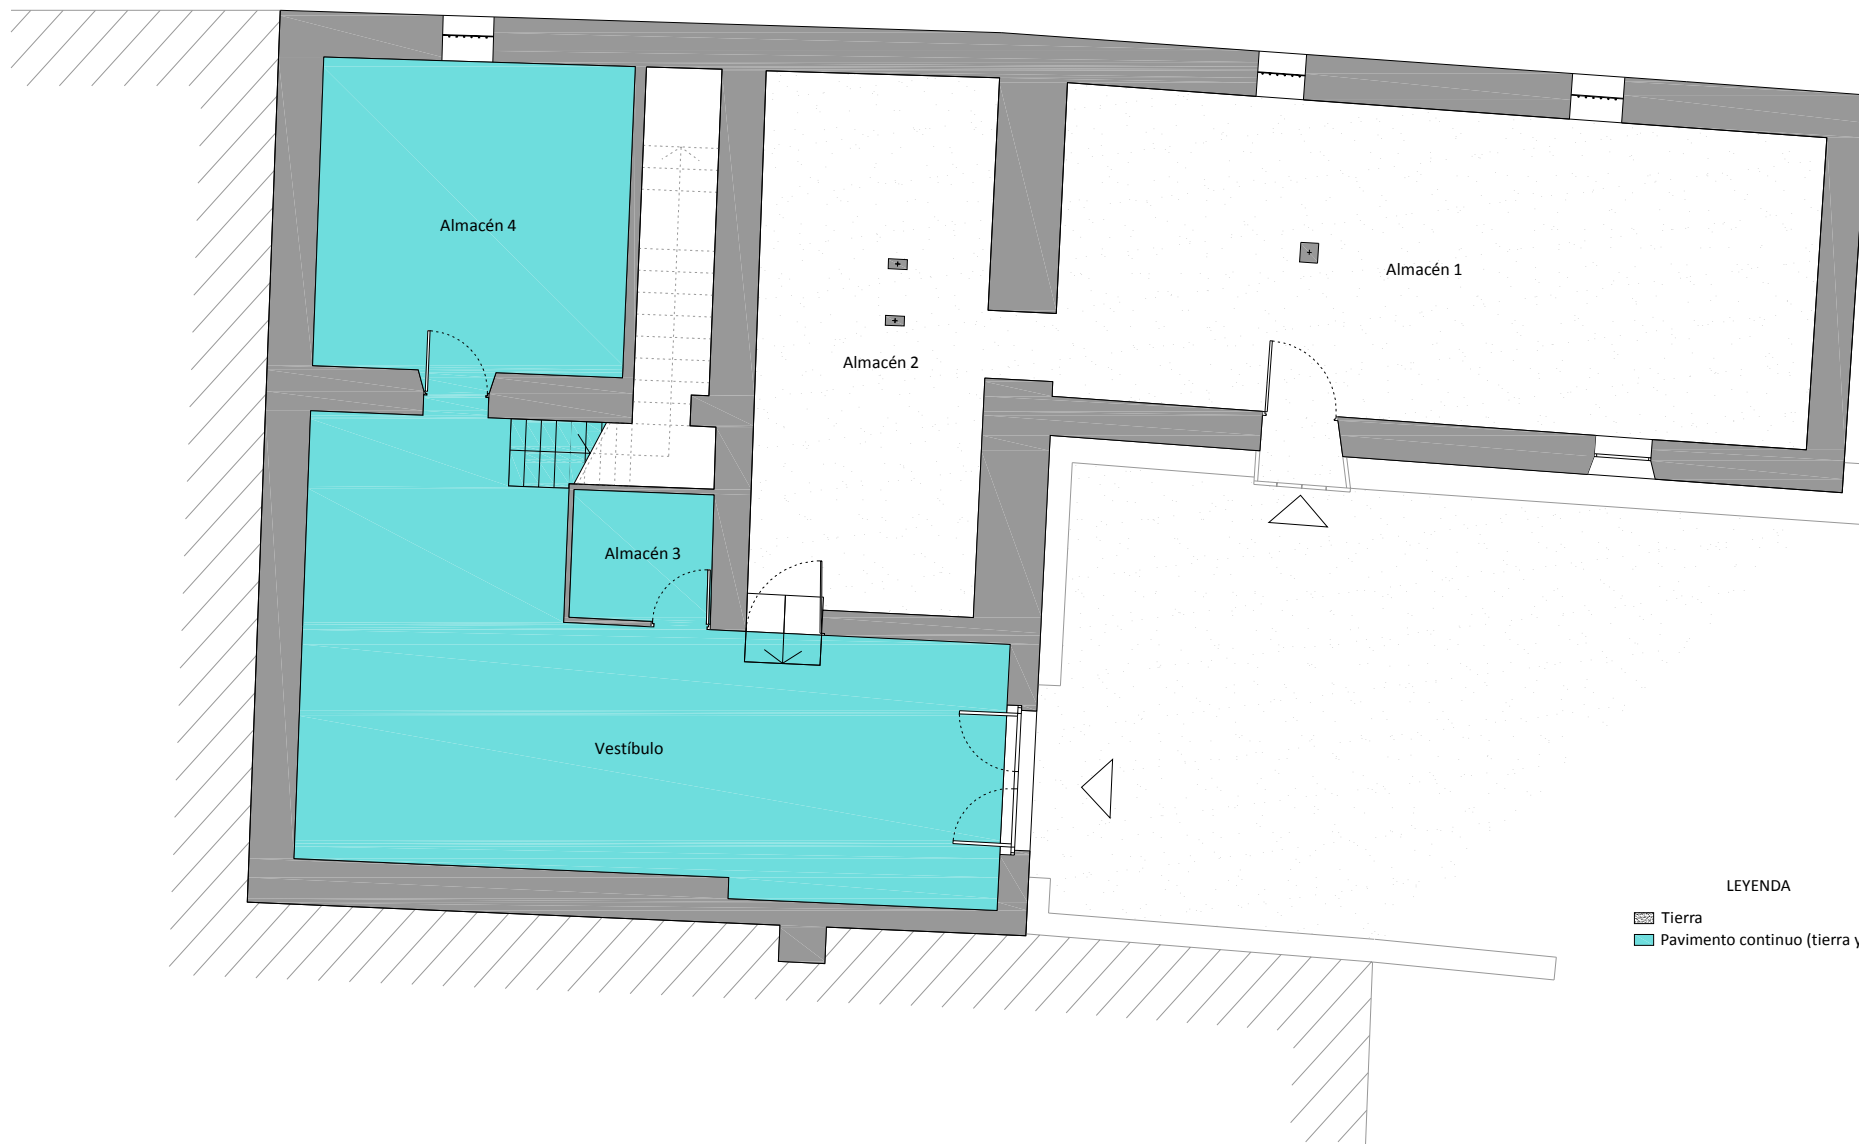 Almacén 4
Almacén 1
Almacén 2
Almacén 3
Vestíbulo
LEYENDA
Tierra
Pavimento continuo (tierra y